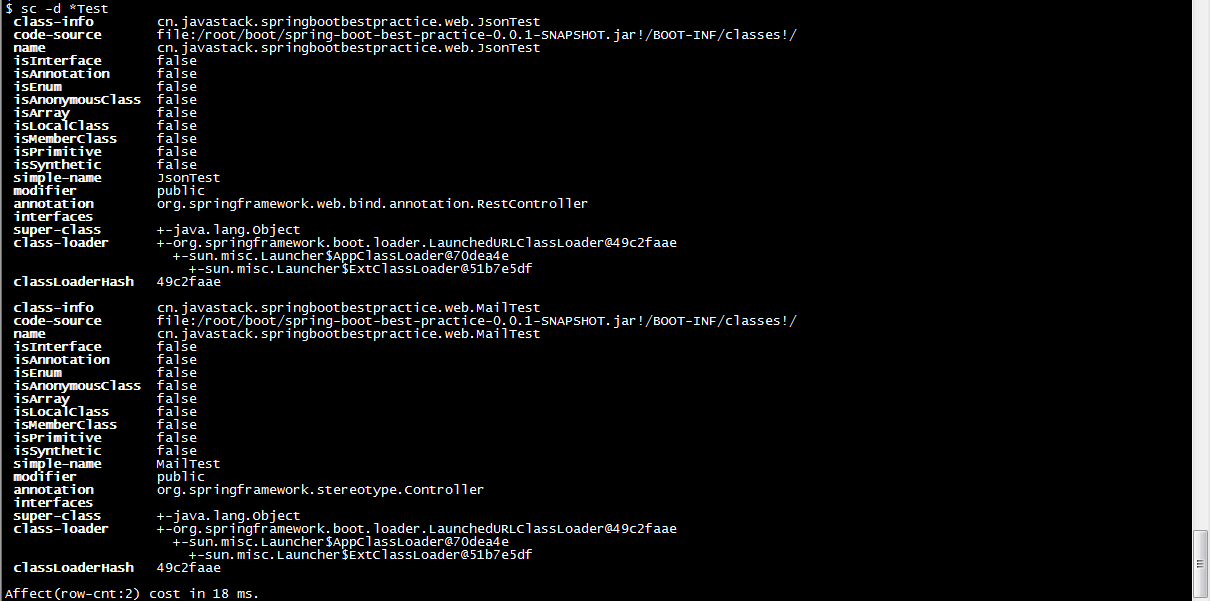 $ sc -d *Test
class-info cn.javastack.springbootbestpractice.web.JsonTest
code-source file:/root/boot/spring-boot-best-practice-0.0.1-SNAPSHOT.jar!/BOOT-INF/classes!/
name cn.javastack.springbootbestpractice.web.JsonTest
isInterface false
isAnnotation false
isEnum false
isAnonymousClass false
isArray false
isLocalClass false
isMemberClass false
isPrimitive false
isSynthetic false
simple-name JsonTest
modifier public
annotation org.springframework.web.bind.annotation.RestController
interfaces
super-class +-java.lang.Object
class-loader +-org.springframework.boot.loader.LaunchedURLClassLoader@49c2faae
+-sun.misc.Launcher$AppClassLoader@70dea4e
+-sun.misc.Launcher$ExtClassLoader@51b7e5df
classLoaderHash 49c2faae
class-info cn.javastack.springbootbestpractice.web.MailTest
code-source file:/root/boot/spring-boot-best-practice-0.0.1-SNAPSHOT.jar!/BOOT-INF/classes!/
name cn.javastack.springbootbestpractice.web.MailTest
isInterface false
isAnnotation false
isEnum false
isAnonymousClass false
isArray false
isLocalClass false
isMemberClass false
isPrimitive false
isSynthetic false
simple-name MailTest
modifier public
annotation org.springframework.stereotype.Controller
interfaces
super-class +-java.lang.Object
class-loader +-org.springframework.boot.loader.LaunchedURLClassLoader@49c2faae
+-sun.misc.Launcher$AppClassLoader@70dea4e
+-sun.misc.Launcher$ExtClassLoader@51b7e5df
classLoaderHash 49c2faae
Affect(row-cnt:2) cost in 18 ms.